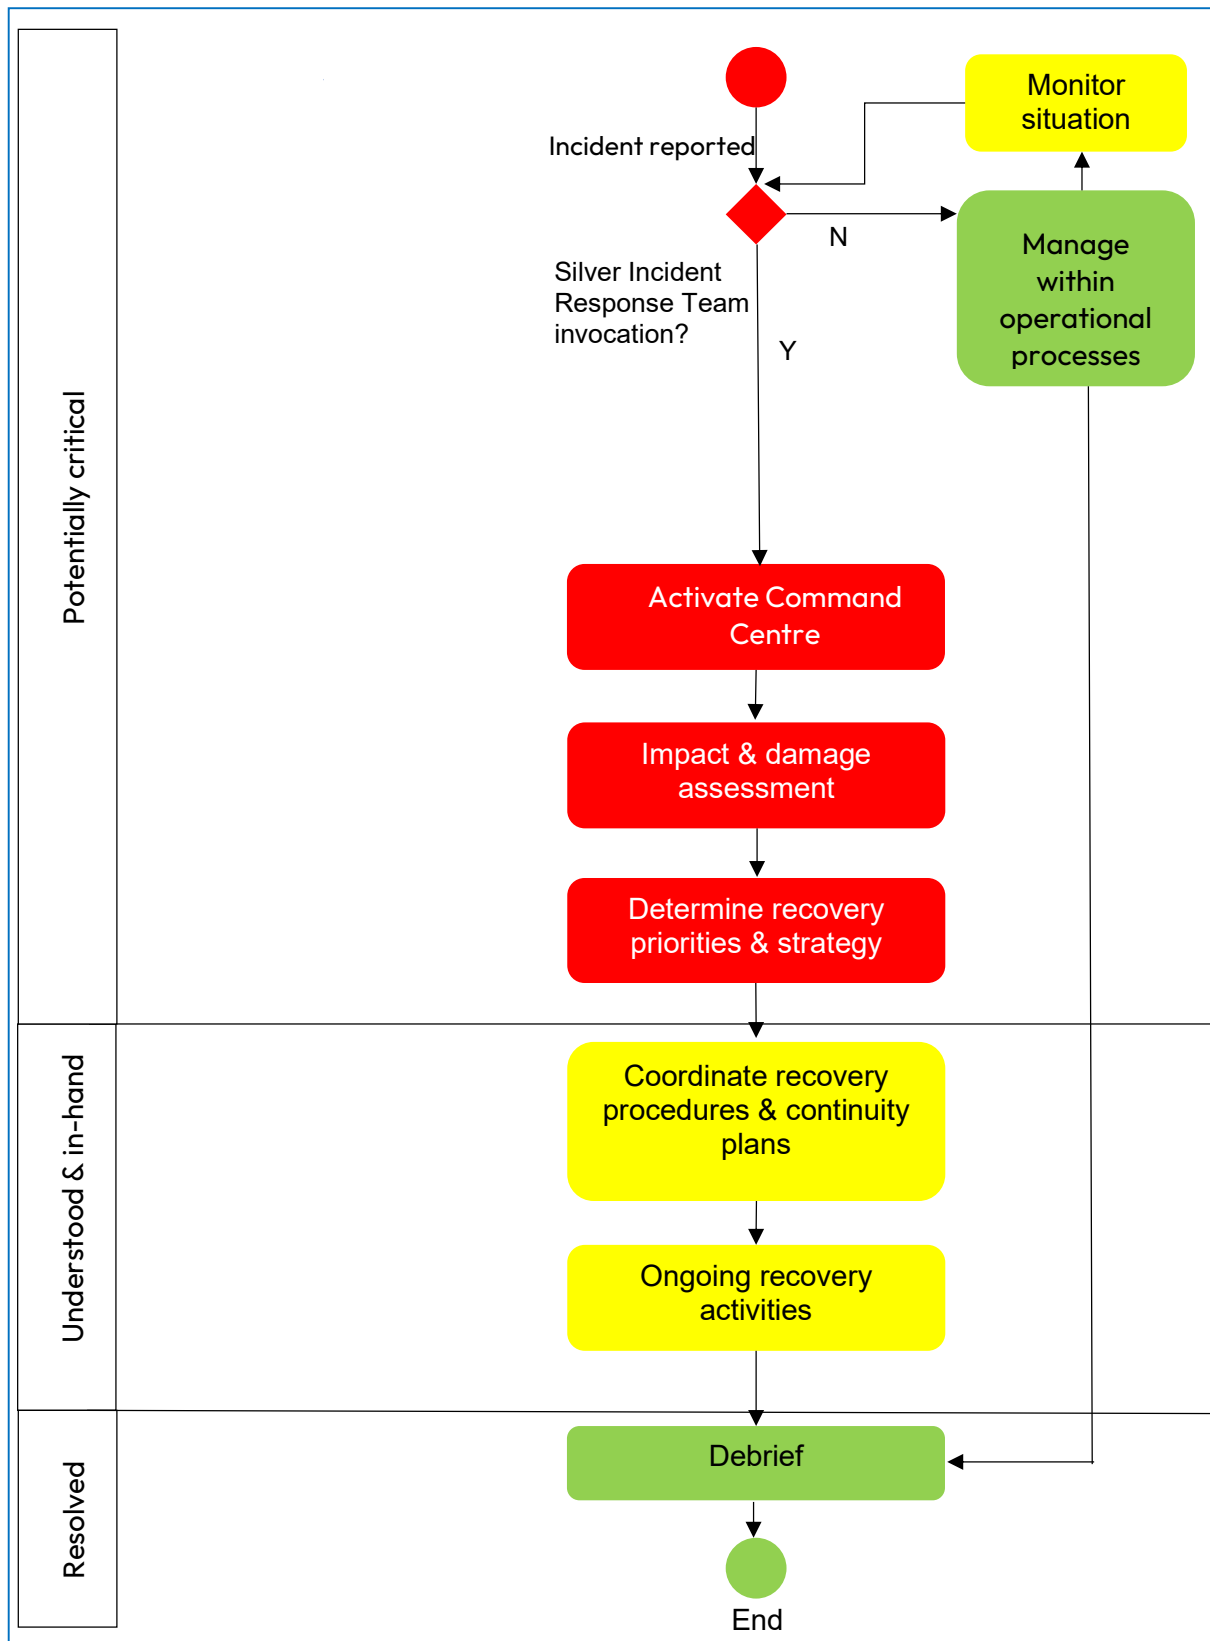 Monitor
situation
Incident reported
N
Manage
within
operational
processes
Silver Incident
Response Team
invocation?
Y
Potentially critical
Activate Command
Centre
Impact & damage
assessment
Determine recovery
priorities & strategy
Understood & in-hand
Coordinate recovery
procedures & continuity
plans
Ongoing recovery
activities
Resolved
Debrief
End